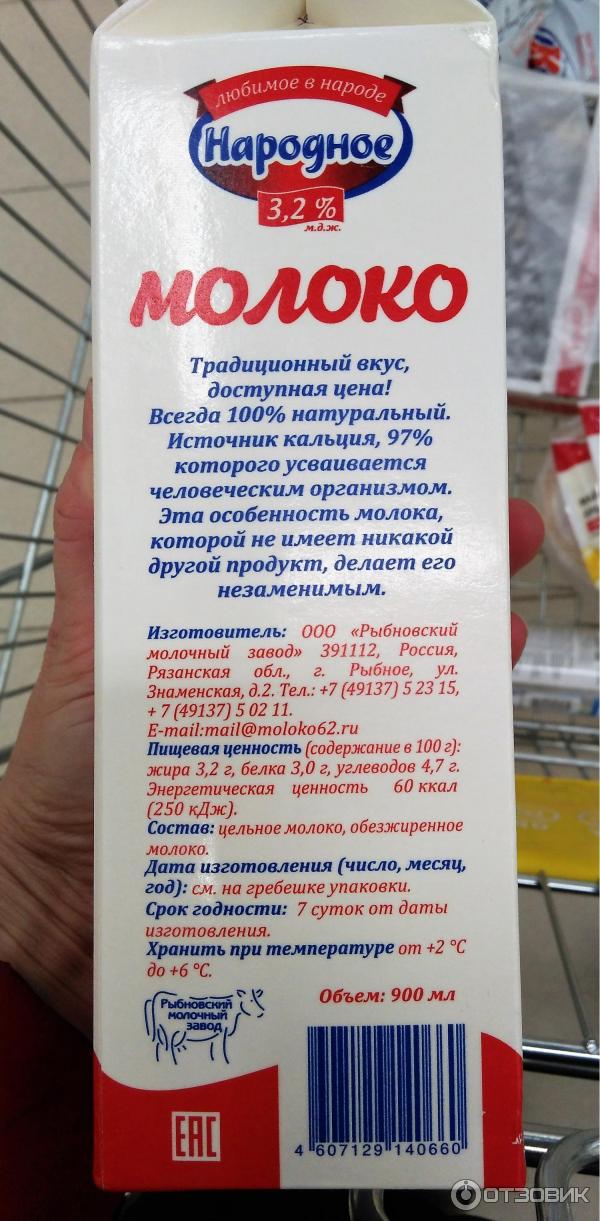 любимое в народе
Народное
3,2 %
м.д.ж.
молоко
Традиционный вкус,
доступная цена!
Всегда 100% натуральный.
Источник кальция, 97%
которого усваивается
человеческим организмом.
Эта особенность молока,
которой не имеет никакой
другой продукт, делает его
незаменимым.
Изготовитель: ООО «Рыбновский
молочный завод» 391112, Россия,
Рязанская обл., г. Рыбное, ул.
Знаменская, д.2. Тел.: +7 (49137) 5 23 15,
+ 7 (49137) 5 02 11.
E-mail:mail@moloko62.ru
Пищевая ценность (содержание в 100 г):
жира 3,2 г, белка 3,0 г, углеводов 4,7 г.
Энергетическая ценность 60 ккал
(250 кДж).
Состав: цельное молоко, обезжиренное
молоко.
Дата изготовления (число, месяц,
год): см. на гребешке упаковки.
Срок годности: 7 суток от даты
изготовления.
Хранить при температуре от +2 °С
до +6 °С.
Рыбновский
молочный
завод
Объем: 900 мл
EAC
4 607129 140660
ОТЗОВИК